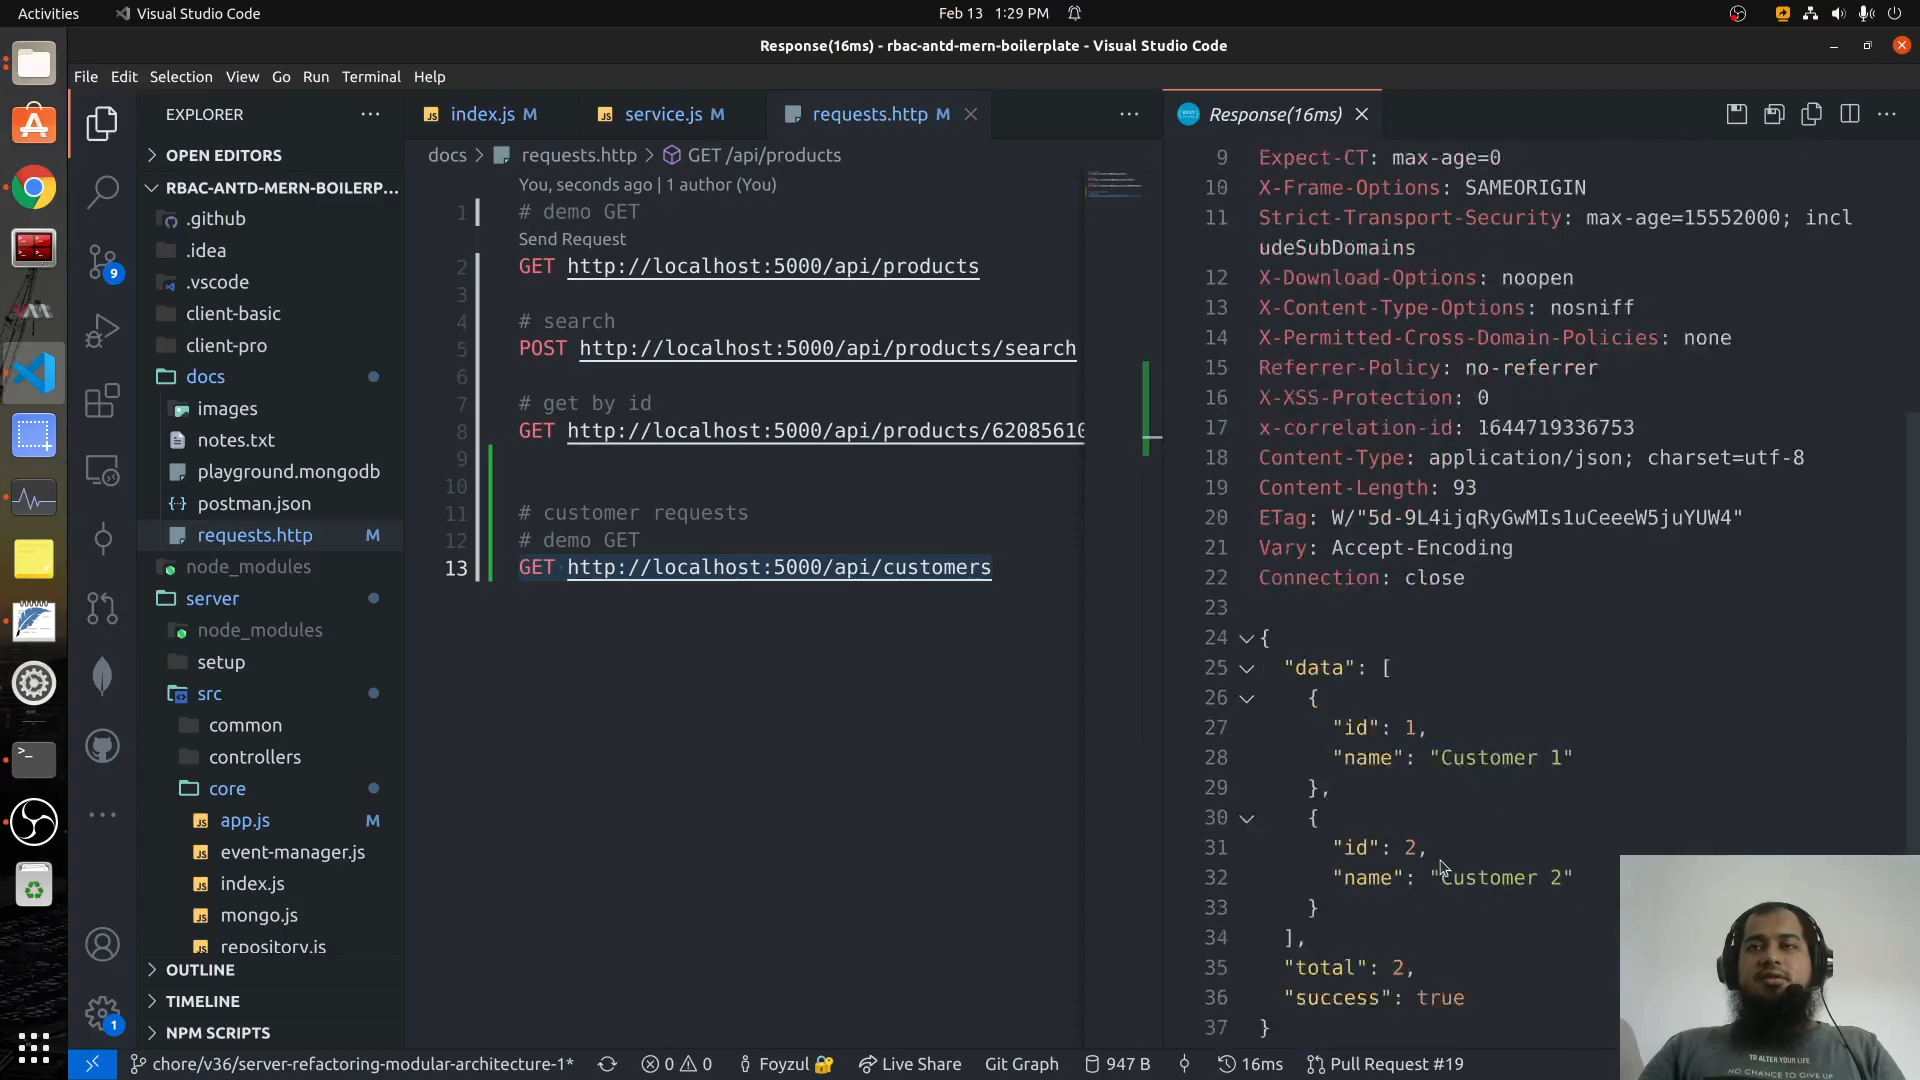 Activities
Visual Studio Code
Feb 13 1:29 PM
Response(16ms) - rbac-antd-mern-boilerplate - Visual Studio Code
File Edit Selection View Go Run Terminal Help
EXPLORER
OPEN EDITORS
RBAC-ANTD-MERN-BOILERP...
.github
.idea
.vscode
client-basic
client-pro
docs
images
notes.txt
playground.mongodb
postman.json
requests.http M
node_modules
server
node_modules
setup
src
common
controllers
core
app.js M
event-manager.js
index.js
mongo.js
repository.js
OUTLINE
TIMELINE
NPM SCRIPTS
9
1
index.js M
service.js M
requests.http M
docs > requests.http > GET /api/products
You, seconds ago | 1 author (You)
1 # demo GET
Send Request
2 GET http://localhost:5000/api/products
3
4 # search
5 POST http://localhost:5000/api/products/search
6
7 # get by id
8 GET http://localhost:5000/api/products/62085610
9
10
11 # customer requests
12 # demo GET
13 GET http://localhost:5000/api/customers
Response(16ms)
9 Expect-CT: max-age=0
10 X-Frame-Options: SAMEORIGIN
11 Strict-Transport-Security: max-age=15552000; incl
udeSubDomains
12 X-Download-Options: noopen
13 X-Content-Type-Options: nosniff
14 X-Permitted-Cross-Domain-Policies: none
15 Referrer-Policy: no-referrer
16 X-XSS-Protection: 0
17 x-correlation-id: 1644719336753
18 Content-Type: application/json; charset=utf-8
19 Content-Length: 93
20 ETag: W/"5d-9L4ijqRyGwMIs1uCeeeW5juYUW4"
21 Vary: Accept-Encoding
22 Connection: close
23
24 {
25 "data": [
26 {
27 "id": 1,
28 "name": "Customer 1"
29 },
30 {
31 "id": 2,
32 "name": "Customer 2"
33 }
34 ],
35 "total": 2,
36 "success": true
37 }
TO ALTER YOUR LIFE
NO CHANCE TO GIVE UP
chore/v36/server-refactoring-modular-architecture-1*
0 0
Foyzul
Live Share
Git Graph
947 B
16ms
Pull Request #19